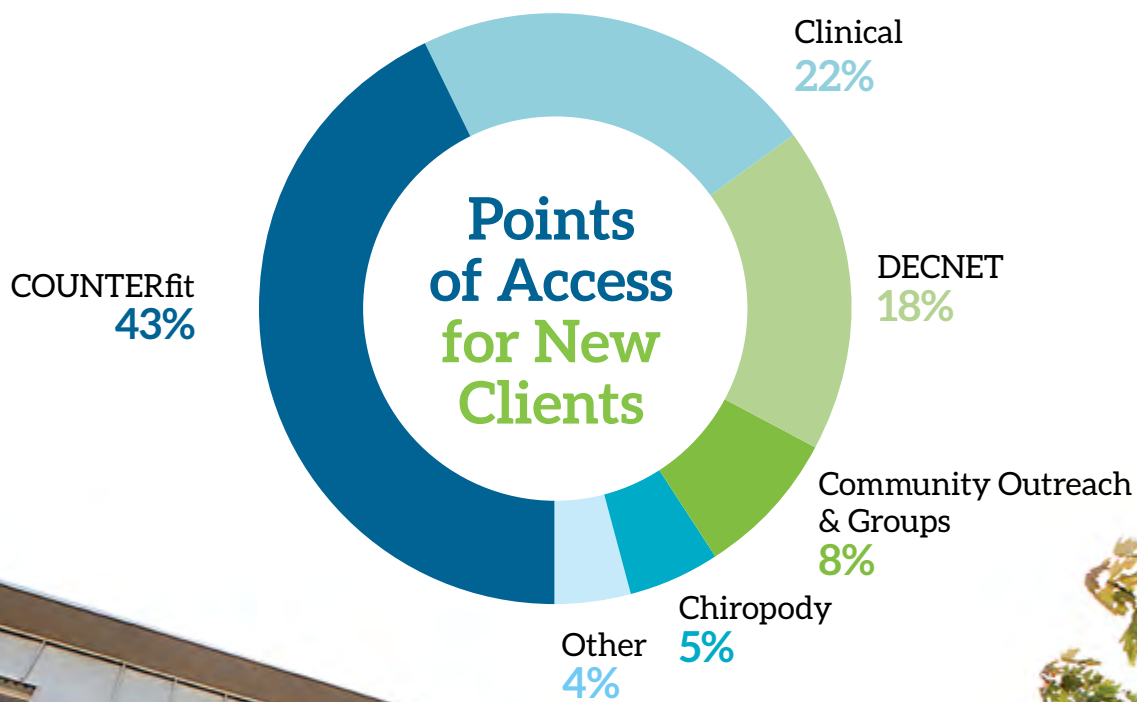 Points
of Access
for New
Clients
Clinical
22%
DECNET
18%
Community Outreach
& Groups
8%
Chiropody
5%
Other
4%
COUNTERfit
43%